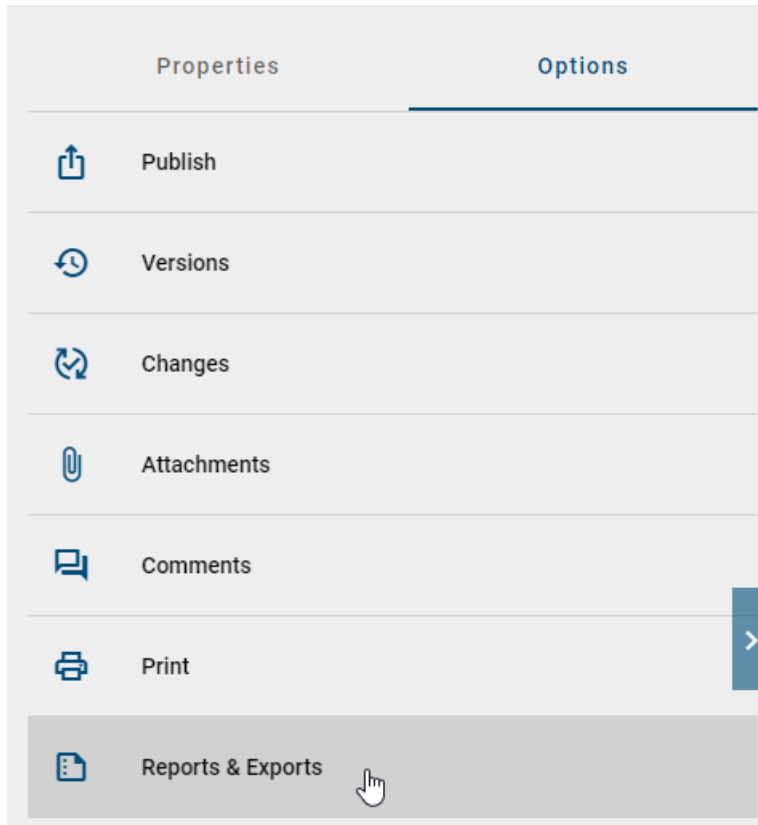 Properties
Options
Publish
Versions
Changes
Attachments
Comments
Print
Reports & Exports